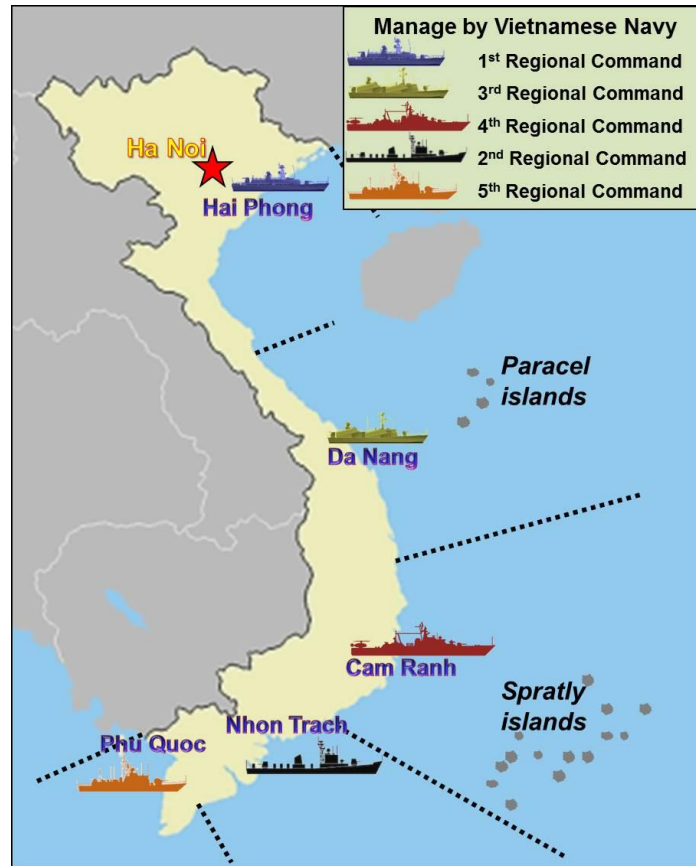 Manage by Vietnamese Navy
1st Regional Command
3rd Regional Command
4th Regional Command
2nd Regional Command
5th Regional Command
Ha Noi
Hai Phong
Paracel
islands
Da Nang
Cam Ranh
Spratly
islands
Nhon Trach
Phu Quoc